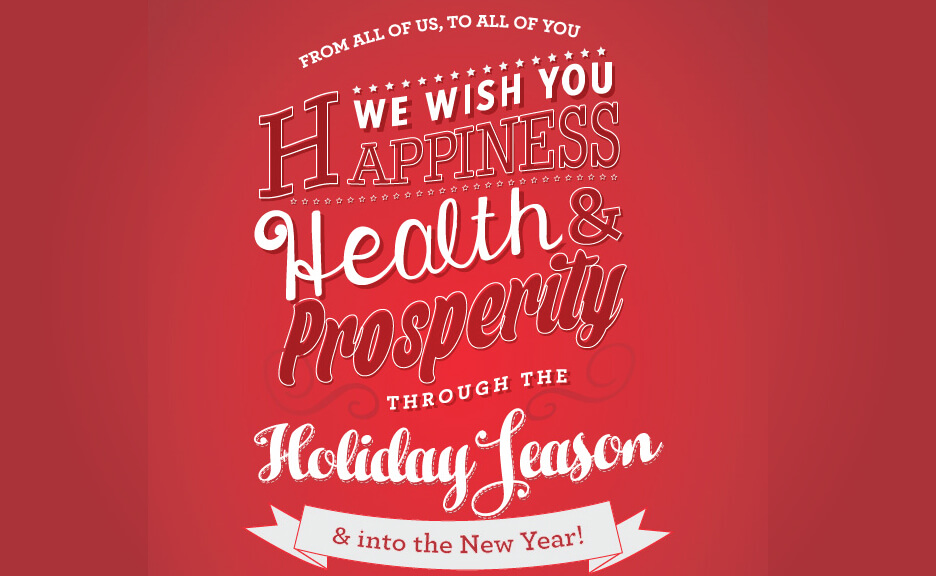 FROM ALL OF US, TO ALL OF YOU
WE WISH YOU
HAPPINESS
Health &
Prosperity
THROUGH THE
Holiday Season
& into the New Year!